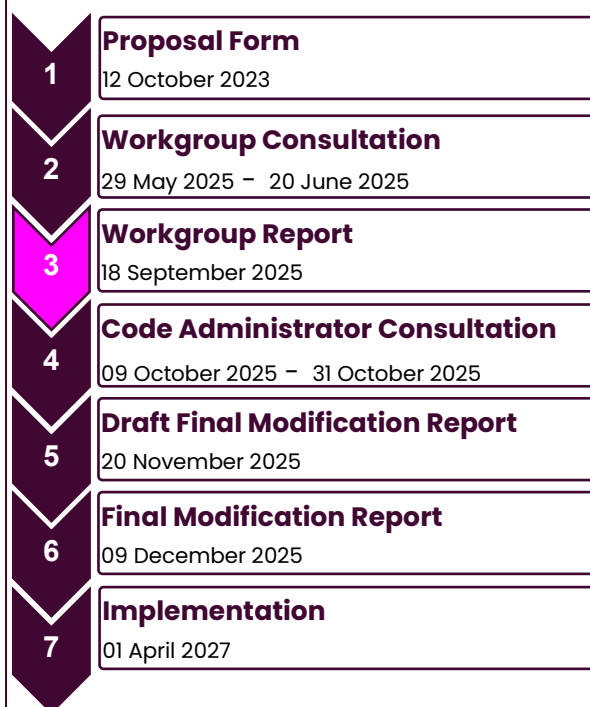 1
Proposal Form
12 October 2023
2
Workgroup Consultation
29 May 2025 – 20 June 2025
3
Workgroup Report
18 September 2025
4
Code Administrator Consultation
09 October 2025 – 31 October 2025
5
Draft Final Modification Report
20 November 2025
6
Final Modification Report
09 December 2025
7
Implementation
01 April 2027